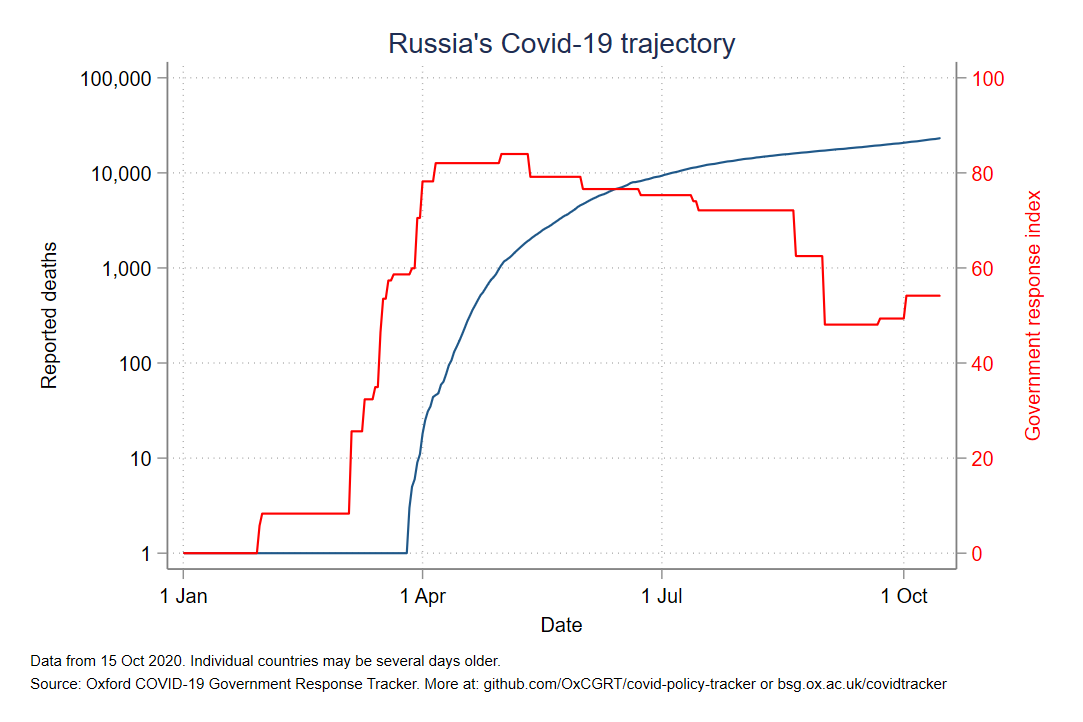 Russia's Covid-19 trajectory
100,000
10,000
1,000
100
10
1
Reported deaths
100
80
60
40
20
0
Government response index
1 Jan
1 Apr
1 Jul
1 Oct
Date
Data from 15 Oct 2020. Individual countries may be several days older.
Source: Oxford COVID-19 Government Response Tracker. More at: github.com/OxCGRT/covid-policy-tracker or bsg.ox.ac.uk/covidtracker